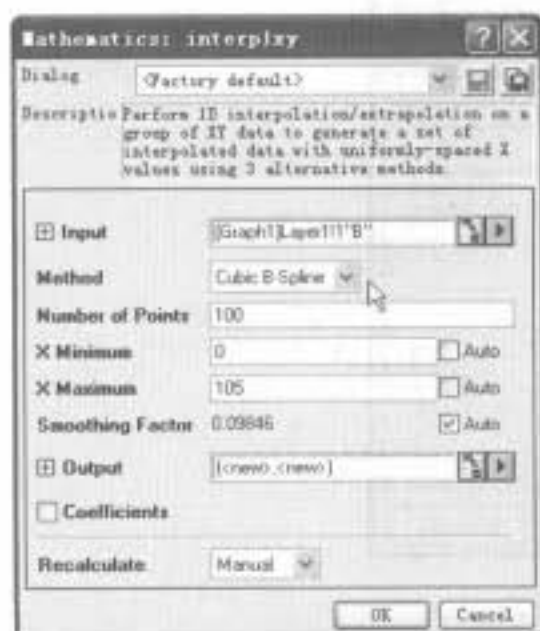 Mathematics: interp1xy
Dialog <Factory default>
Descriptio Perform 1D interpolation/extrapolation on a
group of XY data to generate a set of
interpolated data with uniformly-spaced X
values using 3 alternative methods.
Input [Graph1]Layer1!1"B"
Method Cubic B-Spline
Number of Points 100
X Minimum 0 Auto
X Maximum 105 Auto
Smoothing Factor 0.09846 Auto
Output [<new>,<new>]
Coefficients
Recalculate Manual
OK Cancel